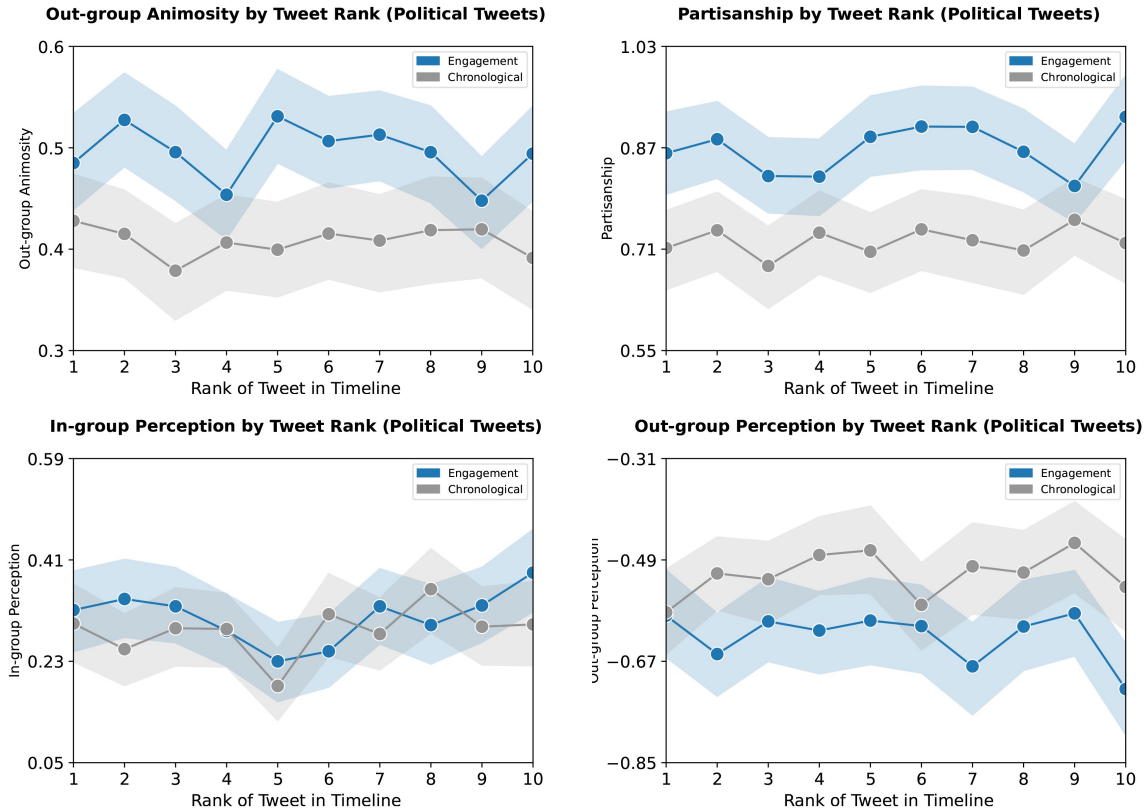 Out-group Animosity by Tweet Rank (Political Tweets)
Out-group Animosity
0.6
0.5
0.4
0.3
Engagement
Chronological
1 2 3 4 5 6 7 8 9 10
Rank of Tweet in Timeline
Partisanship by Tweet Rank (Political Tweets)
Partisanship
1.03
0.87
0.71
0.55
Engagement
Chronological
1 2 3 4 5 6 7 8 9 10
Rank of Tweet in Timeline
In-group Perception by Tweet Rank (Political Tweets)
In-group Perception
0.59
0.41
0.23
0.05
Engagement
Chronological
1 2 3 4 5 6 7 8 9 10
Rank of Tweet in Timeline
Out-group Perception by Tweet Rank (Political Tweets)
Out-group Perception
−0.31
−0.49
−0.67
−0.85
Engagement
Chronological
1 2 3 4 5 6 7 8 9 10
Rank of Tweet in Timeline